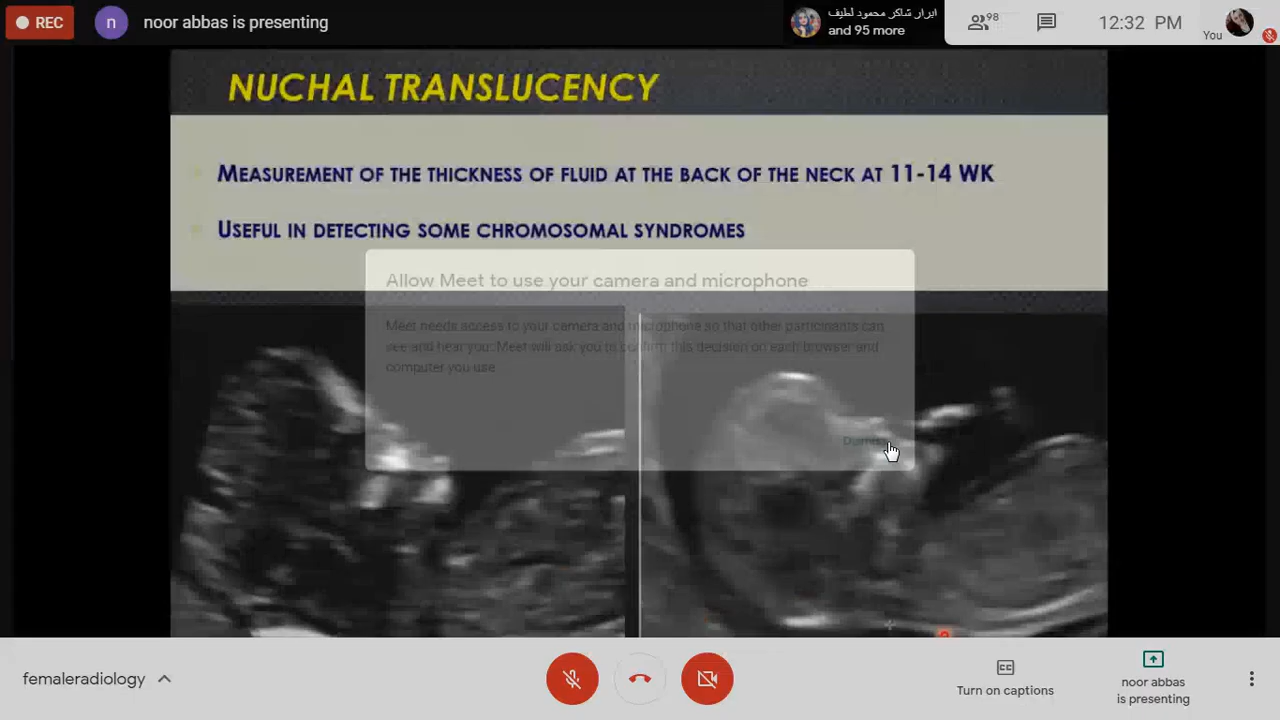 REC
n
noor abbas is presenting
ابرار شاكر محمود لطيف
and 95 more
98
12:32 PM
You
NUCHAL TRANSLUCENCY
MEASUREMENT OF THE THICKNESS OF FLUID AT THE BACK OF THE NECK AT 11-14 WK
USEFUL IN DETECTING SOME CHROMOSOMAL SYNDROMES
Allow Meet to use your camera and microphone
Meet needs access to your camera and microphone so that other participants can
see and hear you. Meet will ask you to confirm this decision on each browser and
computer you use
Dismiss
femaleradiology
CC
Turn on captions
noor abbas
is presenting